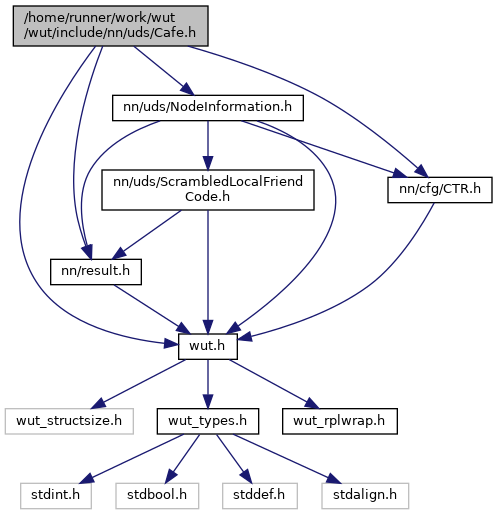 /home/runner/work/wut
/wut/include/nn/uds/Cafe.h
nn/uds/NodeInformation.h
nn/uds/ScrambledLocalFriend
Code.h
nn/cfg/CTR.h
nn/result.h
wut.h
wut_structsize.h
wut_types.h
wut_rplwrap.h
stdint.h
stdbool.h
stddef.h
stdalign.h